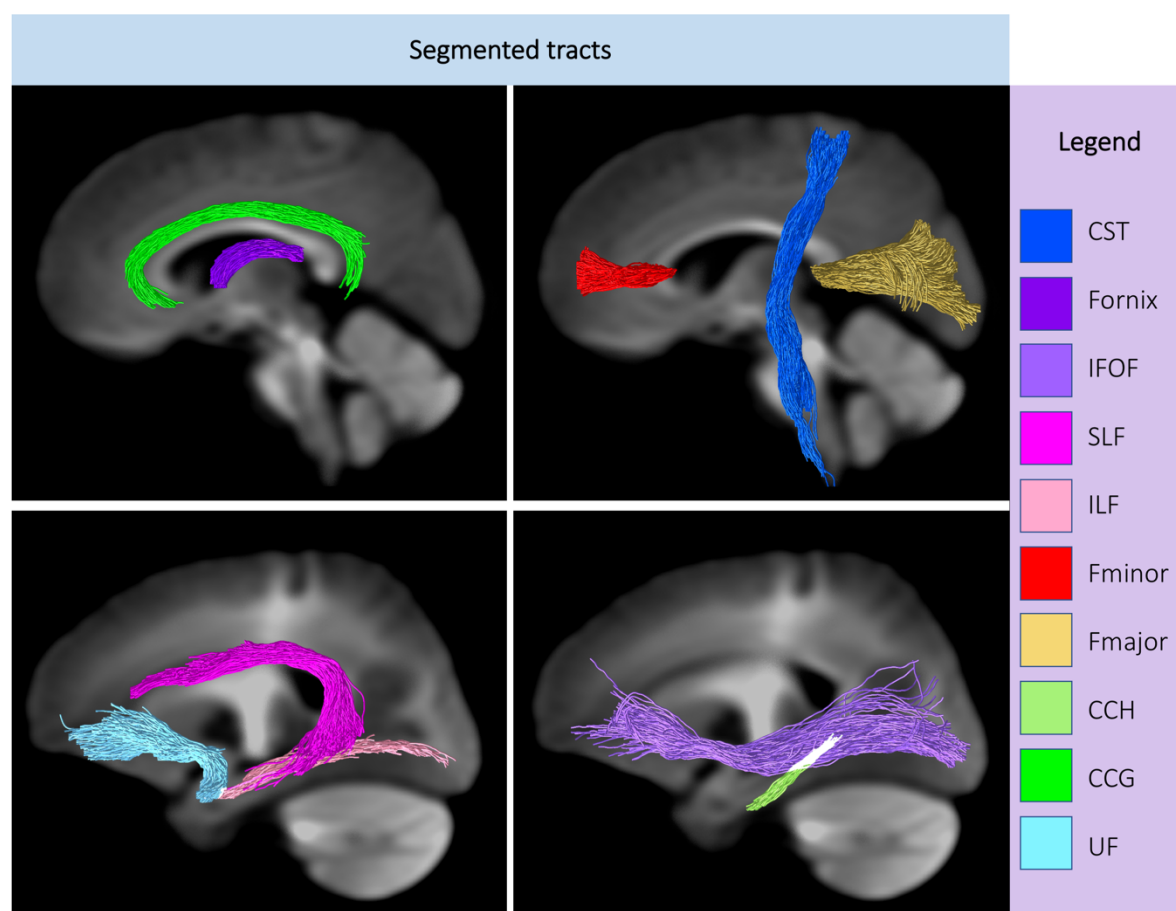 Segmented tracts
Legend
CST
Fornix
IFOF
SLF
ILF
Fminor
Fmajor
CCH
CCG
UF